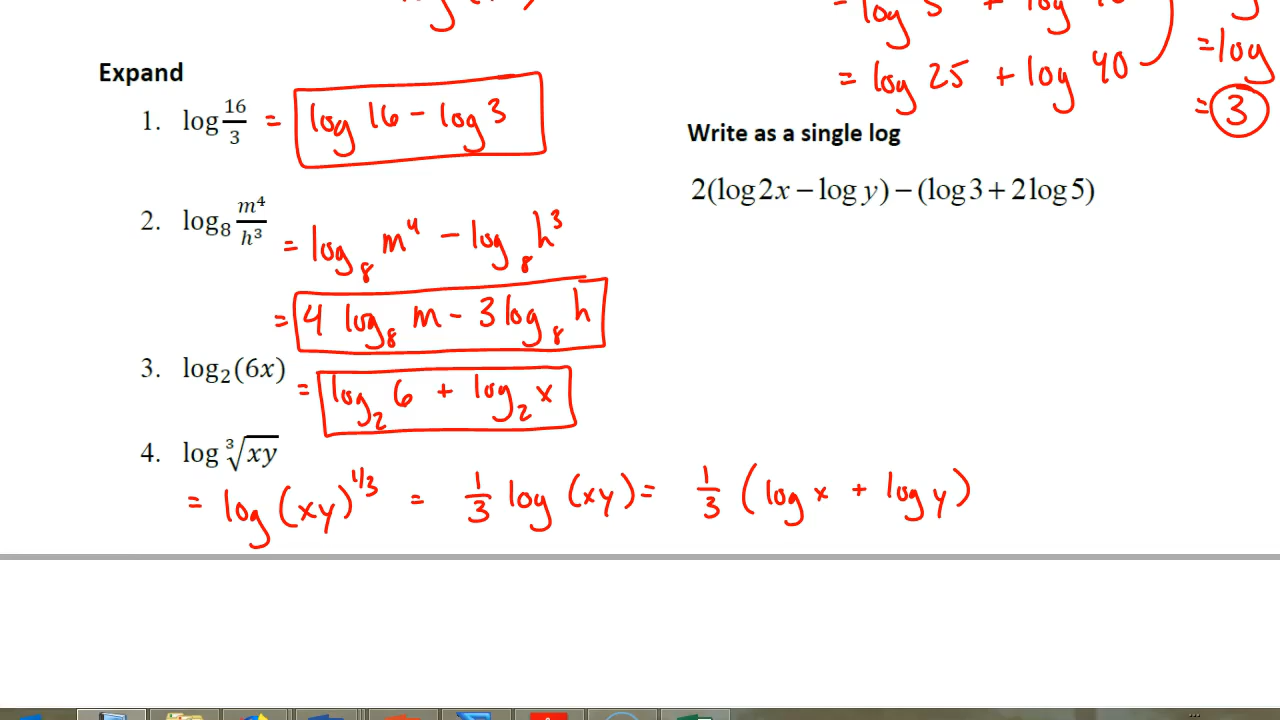 = log 25 + log 40
= log
= 3
Expand
1. log 16/3 = log 16 - log 3
2. log₈ m⁴/h³ = log₈ m⁴ - log₈ h³
= 4 log₈ m - 3 log₈ h
3. log₂(6x) = log₂ 6 + log₂ x
4. log ∛xy
= log (xy)^1/3 = 1/3 log (xy) = 1/3 (log x + log y)
Write as a single log
2(log 2x - log y) - (log 3 + 2 log 5)